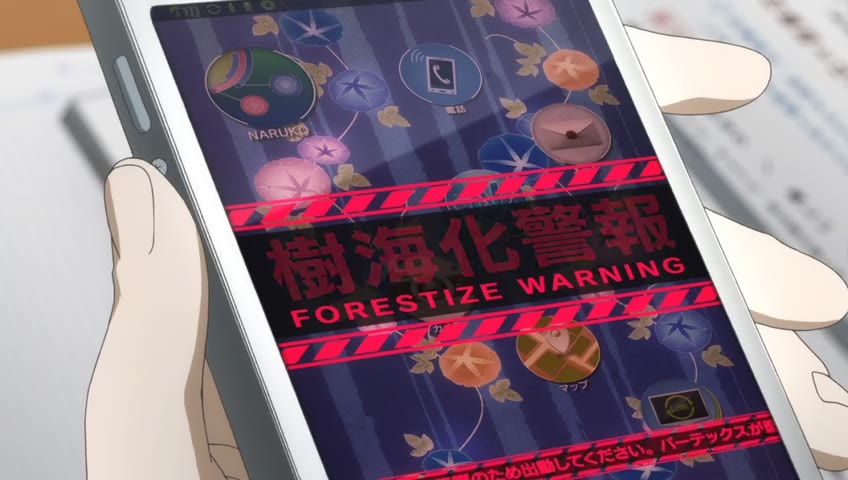 NARUKO
電話
樹海化警報
FORESTIZE WARNING
マップ
のため出動してください。バーテックスが